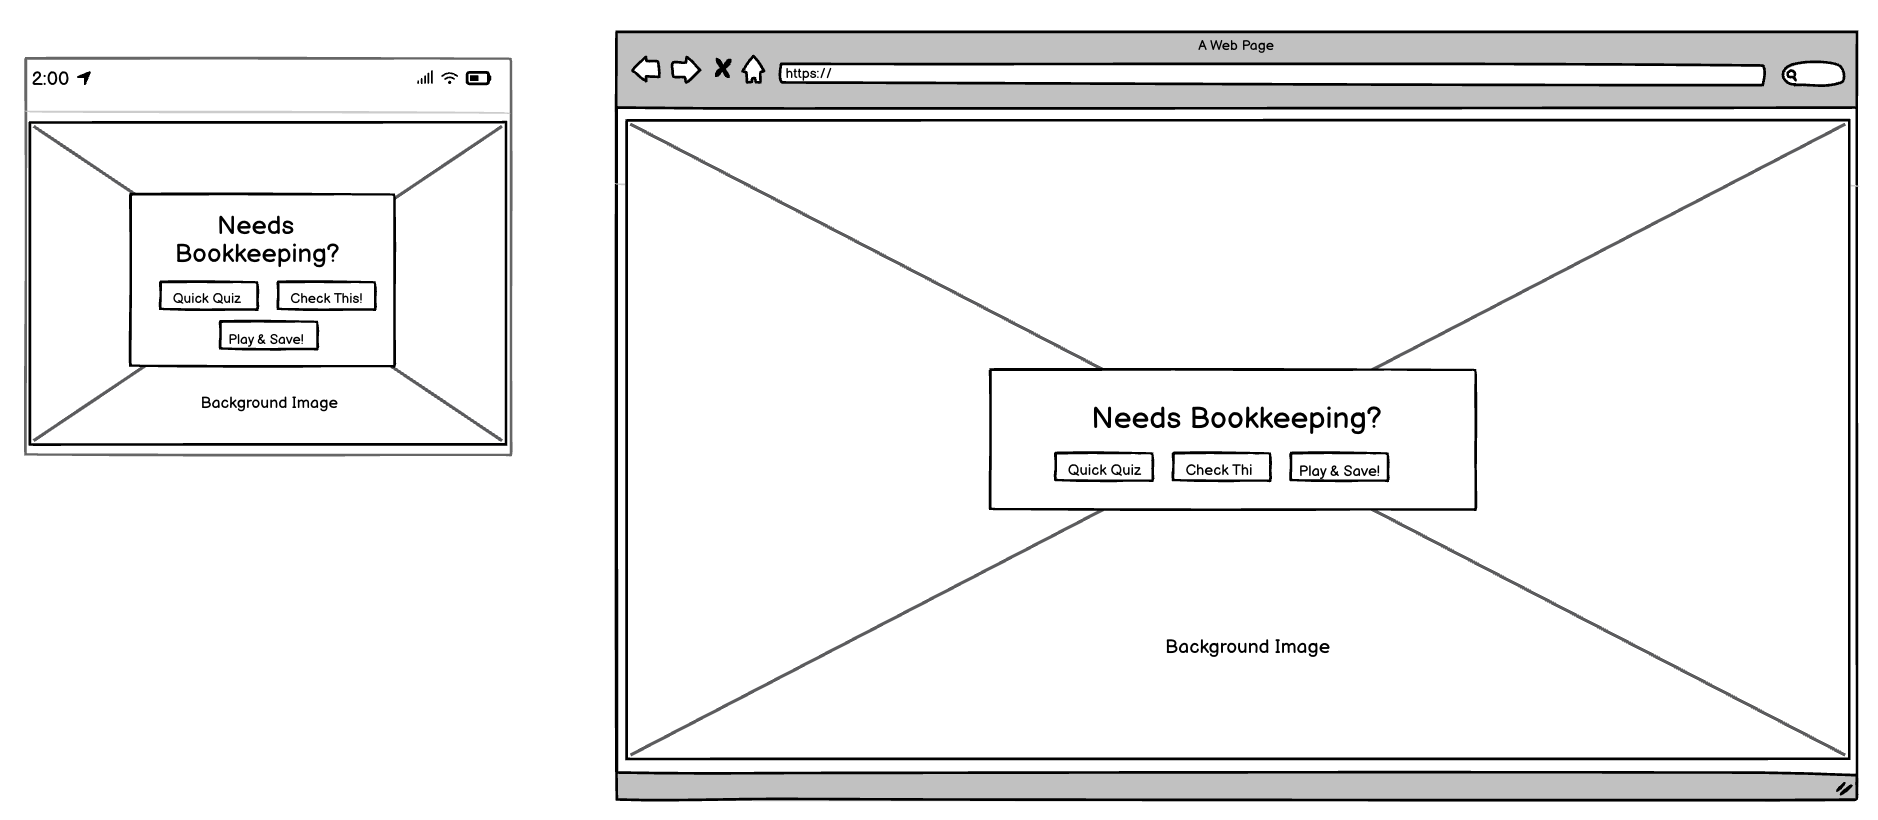 2:00
Needs
Bookkeeping?
Quick Quiz
Check This!
Play & Save!
Background Image
A Web Page
https://
Needs Bookkeeping?
Quick Quiz
Check Thi
Play & Save!
Background Image